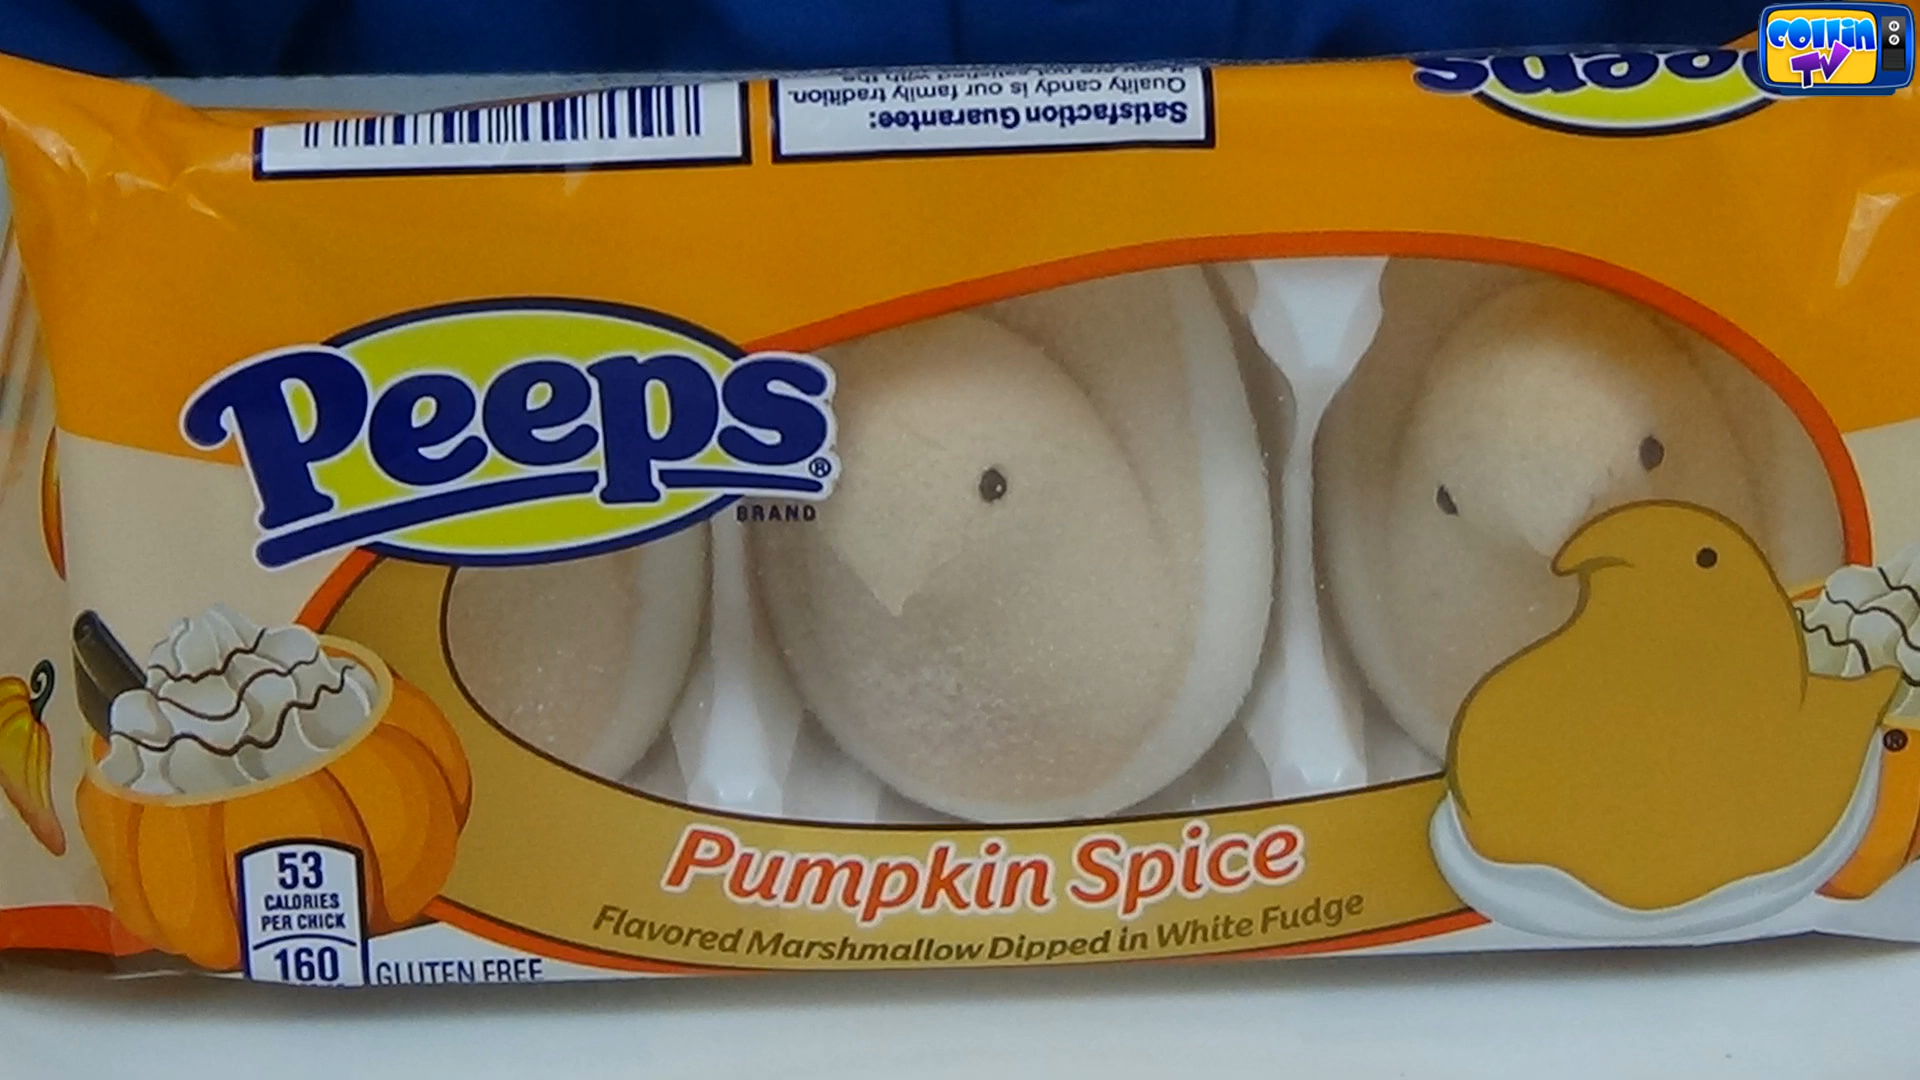 Collin
TV
Peeps
Satisfaction Guarantee:
Quality candy is our family tradition.
Peeps®
BRAND
®
53
CALORIES
PER CHICK
160
GLUTEN FREE
Pumpkin Spice
Flavored Marshmallow Dipped in White Fudge